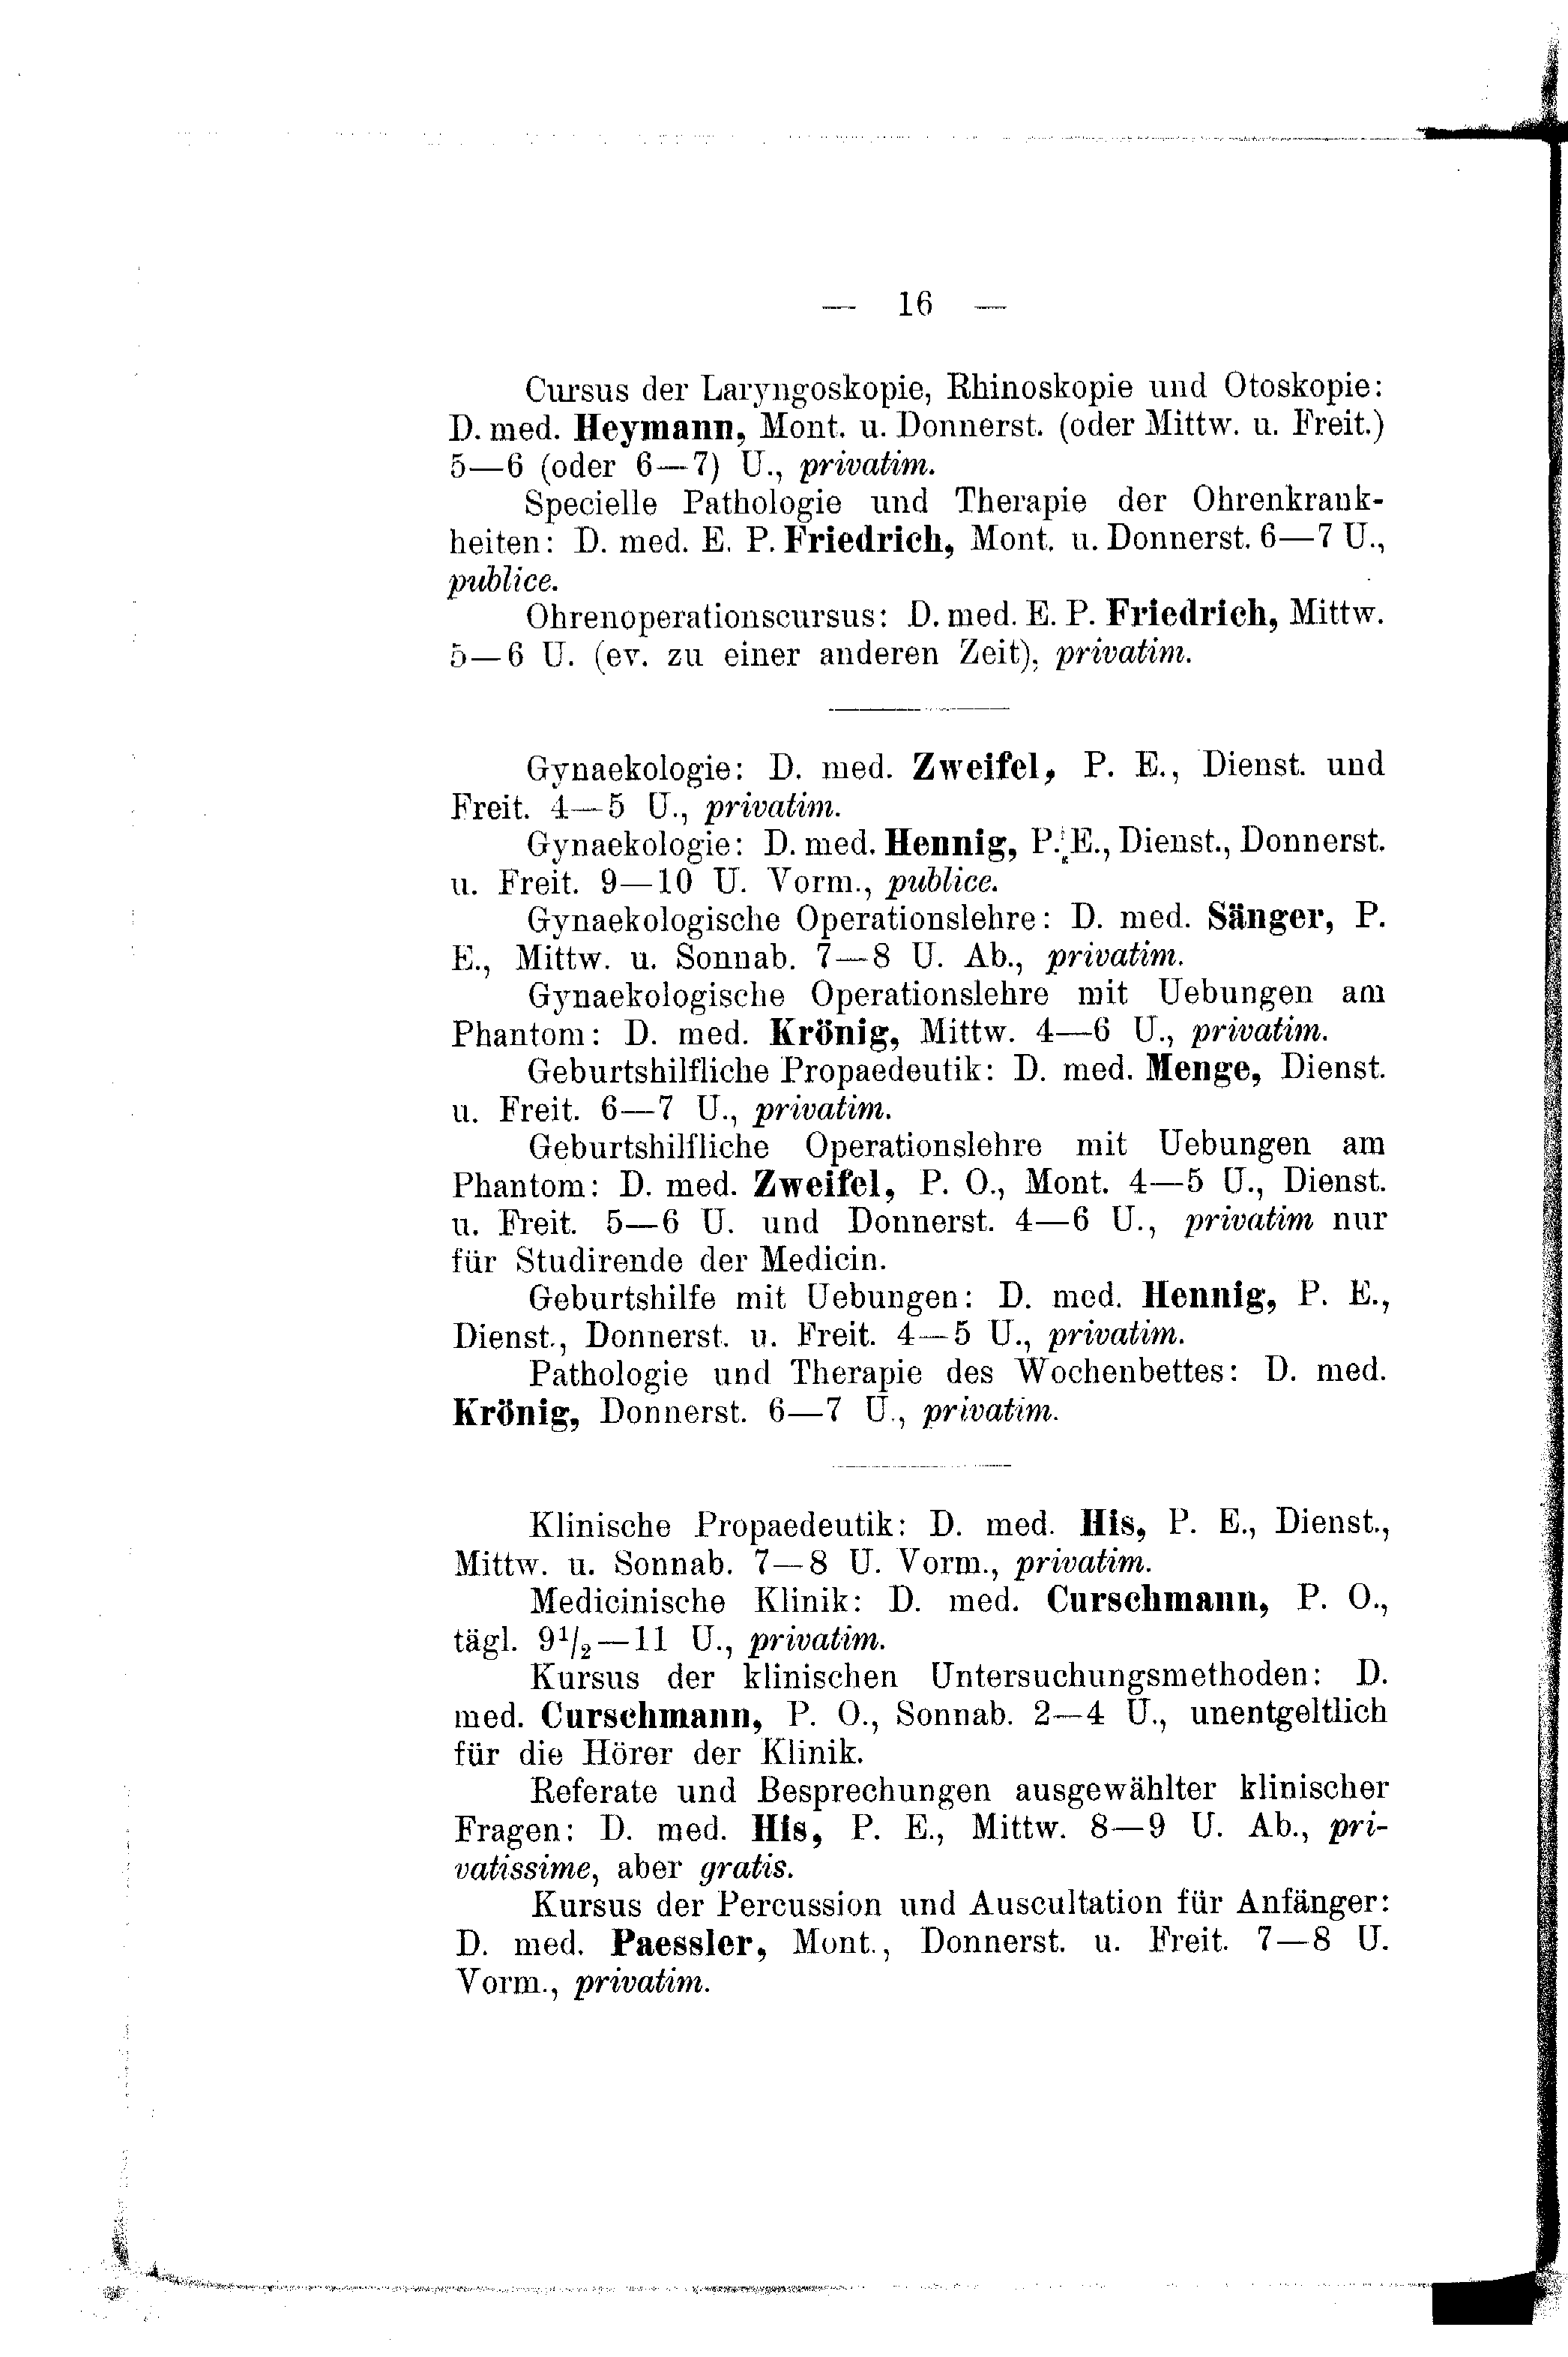 — 16 —
Cursus der Laryngoskopie, Rhinoskopie und Otoskopie:
D. med. Heymann, Mont. u. Donnerst. (oder Mittw. u. Freit.)
5—6 (oder 6—7) U., privatim.
Specielle Pathologie und Therapie der Ohrenkrank-
heiten: D. med. E. P. Friedrich, Mont. u. Donnerst. 6—7 U.,
publice.
Ohrenoperationscursus: D. med. E. P. Friedrich, Mittw.
5—6 U. (ev. zu einer anderen Zeit), privatim.
Gynaekologie: D. med. Zweifel, P. E., Dienst. und
Freit. 4—5 U., privatim.
Gynaekologie: D. med. Hennig, P. E., Dienst., Donnerst.
u. Freit. 9—10 U. Vorm., publice.
Gynaekologische Operationslehre: D. med. Sänger, P.
E., Mittw. u. Sonnab. 7—8 U. Ab., privatim.
Gynaekologische Operationslehre mit Uebungen am
Phantom: D. med. Krönig, Mittw. 4—6 U., privatim.
Geburtshilfliche Propaedeutik: D. med. Menge, Dienst.
u. Freit. 6—7 U., privatim.
Geburtshilfliche Operationslehre mit Uebungen am
Phantom: D. med. Zweifel, P. O., Mont. 4—5 U., Dienst.
u. Freit. 5—6 U. und Donnerst. 4—6 U., privatim nur
für Studirende der Medicin.
Geburtshilfe mit Uebungen: D. med. Hennig, P. E.,
Dienst., Donnerst. u. Freit. 4—5 U., privatim.
Pathologie und Therapie des Wochenbettes: D. med.
Krönig, Donnerst. 6—7 U., privatim.
Klinische Propaedeutik: D. med. His, P. E., Dienst.,
Mittw. u. Sonnab. 7—8 U. Vorm., privatim.
Medicinische Klinik: D. med. Curschmann, P. O.,
tägl. 9¹/₂—11 U., privatim.
Kursus der klinischen Untersuchungsmethoden: D.
med. Curschmann, P. O., Sonnab. 2—4 U., unentgeltlich
für die Hörer der Klinik.
Referate und Besprechungen ausgewählter klinischer
Fragen: D. med. His, P. E., Mittw. 8—9 U. Ab., pri-
vatissime, aber gratis.
Kursus der Percussion und Auscultation für Anfänger:
D. med. Paessler, Mont., Donnerst. u. Freit. 7—8 U.
Vorm., privatim.